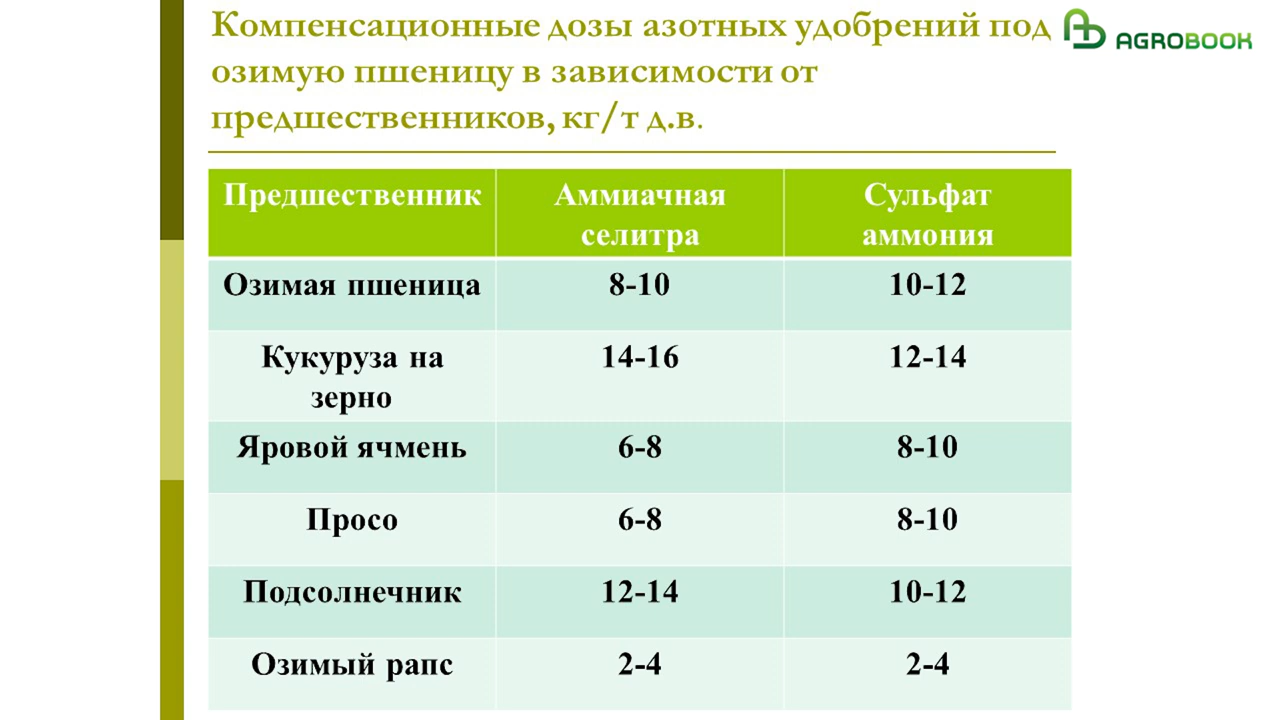 Компенсационные дозы азотных удобрений под
озимую пшеницу в зависимости от
предшественников, кг/т д.в.
AGROBOOK
Предшественник Аммиачная селитра Сульфат аммония
Озимая пшеница 8-10 10-12
Кукуруза на зерно 14-16 12-14
Яровой ячмень 6-8 8-10
Просо 6-8 8-10
Подсолнечник 12-14 10-12
Озимый рапс 2-4 2-4